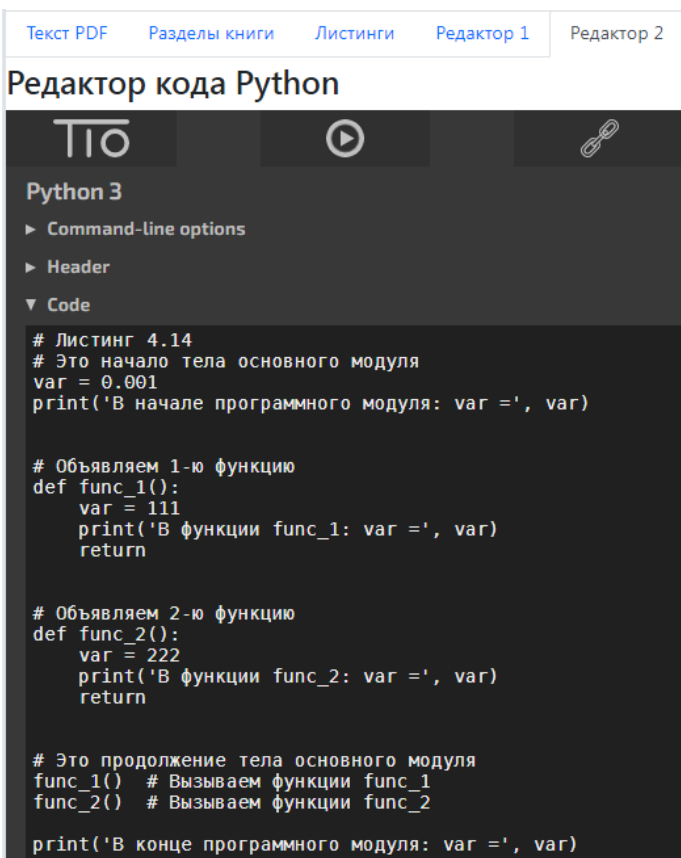 Текст PDF Разделы книги Листинги Редактор 1 Редактор 2
Редактор кода Python
TIO
Python 3
► Command-line options
► Header
▼ Code
# Листинг 4.14
# Это начало тела основного модуля
var = 0.001
print('В начале программного модуля: var =', var)
# Объявляем 1-ю функцию
def func_1():
    var = 111
    print('В функции func_1: var =', var)
    return
# Объявляем 2-ю функцию
def func_2():
    var = 222
    print('В функции func_2: var =', var)
    return
# Это продолжение тела основного модуля
func_1()  # Вызываем функции func_1
func_2()  # Вызываем функции func_2
print('В конце программного модуля: var =', var)